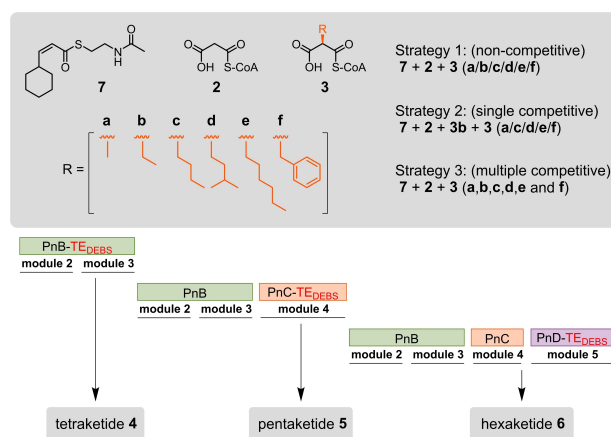 O
S
N
H
O
7
O
O
OH
S-CoA
2
R
O
O
OH
S-CoA
3
Strategy 1: (non-competitive)
7 + 2 + 3 (a/b/c/d/e/f)
Strategy 2: (single competitive)
7 + 2 + 3b + 3 (a/c/d/e/f)
Strategy 3: (multiple competitive)
7 + 2 + 3 (a,b,c,d,e and f)
a b c d e f
R =
PnB-TEDEBS
module 2 module 3
PnB PnC-TEDEBS
module 2 module 3 module 4
PnB PnC PnD-TEDEBS
module 2 module 3 module 4 module 5
tetraketide 4 pentaketide 5 hexaketide 6